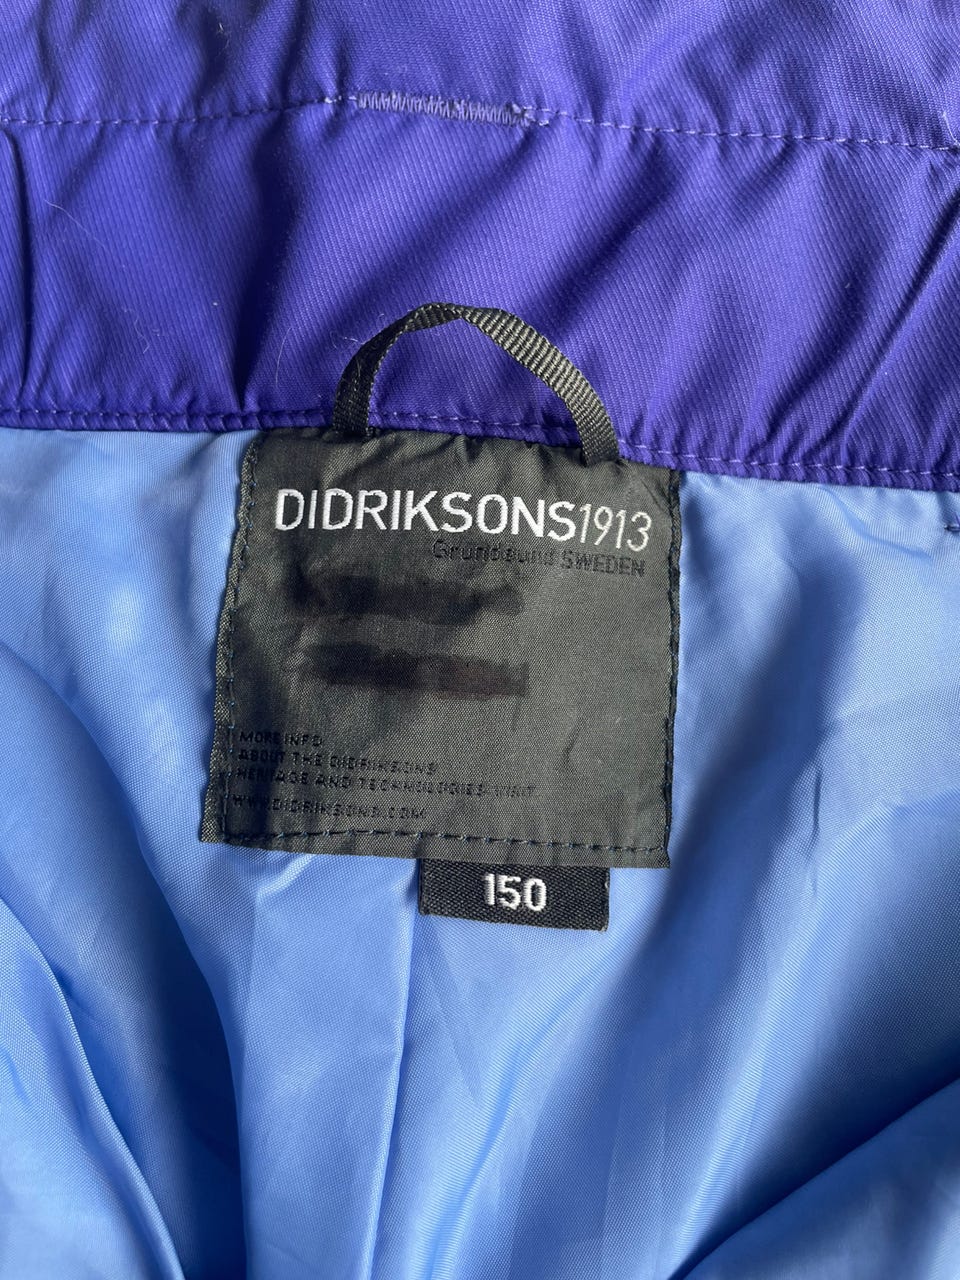 DIDRIKSONS1913
Grundsund SWEDEN
MORE INFO
ABOUT THE DIDRIKSONS
HERITAGE AND TECHNOLOGIES VISIT
WWW.DIDRIKSONS.COM
150